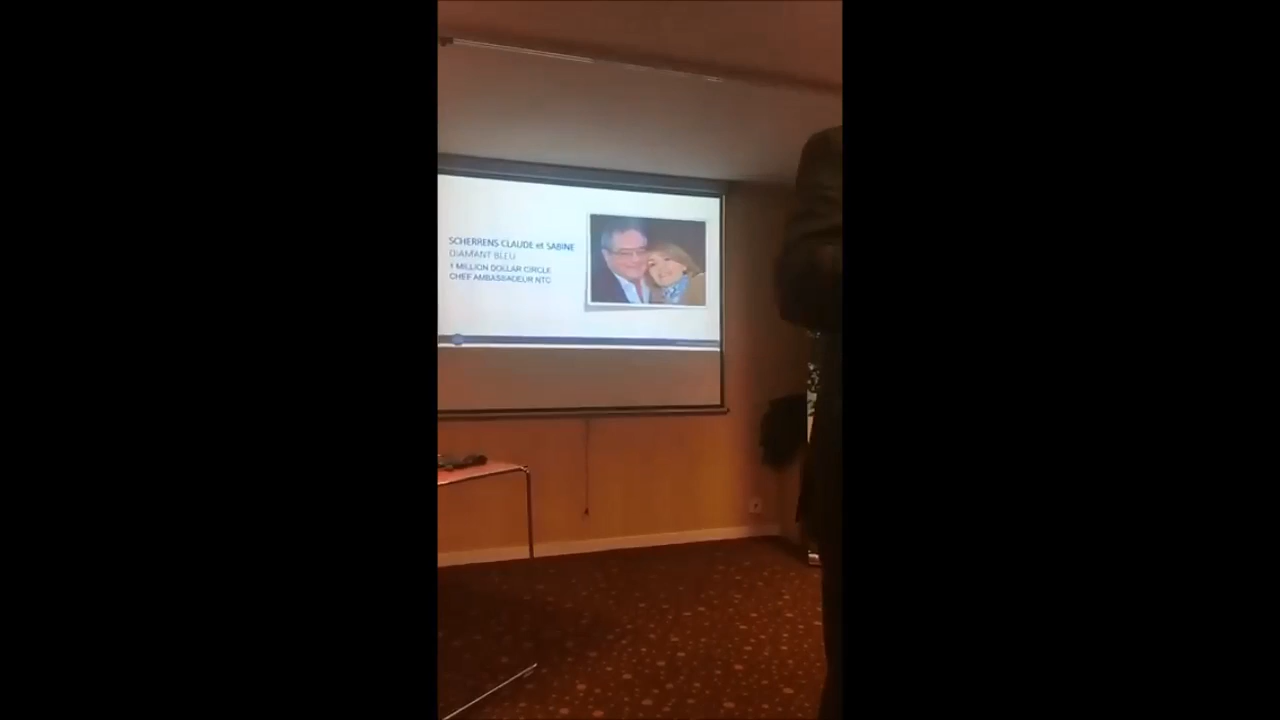 SCHERRENS CLAUDE et SABINE
DIAMANT BLEU
1 MILLION DOLLAR CIRCLE
CHEF AMBASSADEUR NTC